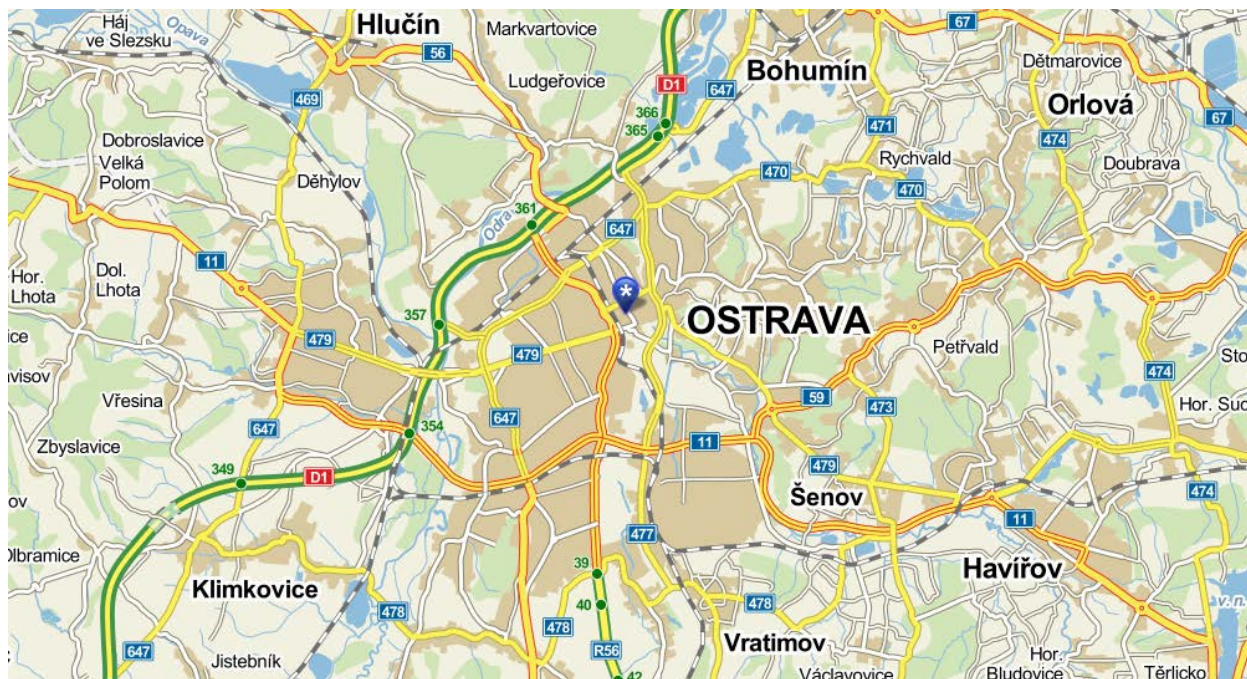 Háj
ve Slezsku
Opava
Hlučín
56
Markvartovice
Ludgeřovice
D1
647
Bohumín
67
Dětmarovice
Orlová
67
469
Dobroslavice
Velká
Polom
Děhylov
366
365
471
474
Rychvald
Doubrava
470
470
361
Odra
647
11
Hor.
Lhota
Dol.
Lhota
*
OSTRAVA
357
479
479
Petřvald
474
Vřesina
59
473
Hor. Suc
647
647
Zbyslavice
354
11
479
349
D1
Šenov
474
11
477
Klimkovice
39
Havířov
40
478
478
478
v. n.
Vratimov
647
Jistebník
R56
42
Václavovice
Hor.
Bludovice
Těrlicko